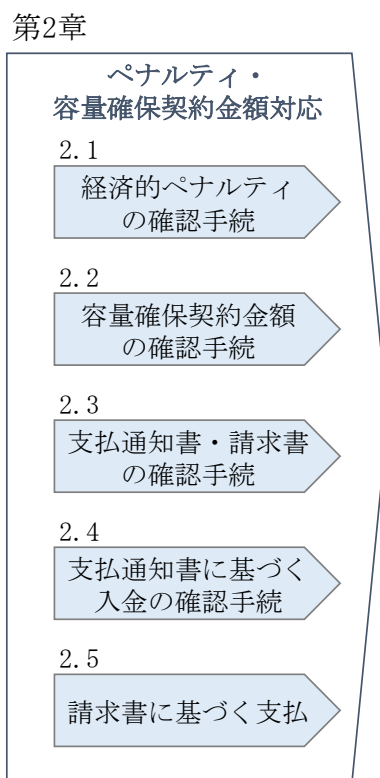 第2章
ペナルティ・
容量確保契約金額対応
2.1
経済的ペナルティ
の確認手続
2.2
容量確保契約金額
の確認手続
2.3
支払通知書・請求書
の確認手続
2.4
支払通知書に基づく
入金の確認手続
2.5
請求書に基づく支払